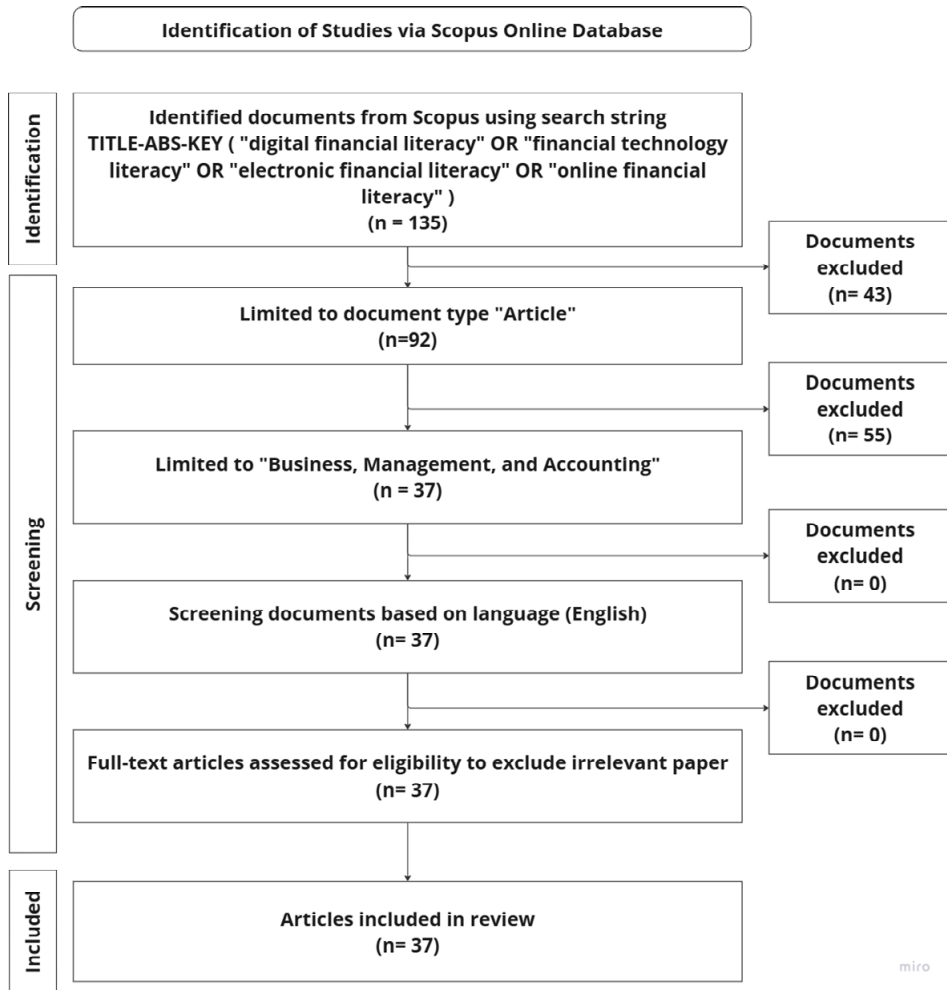 Identification of Studies via Scopus Online Database
Identification
Identified documents from Scopus using search string
TITLE-ABS-KEY ( "digital financial literacy" OR "financial technology
literacy" OR "electronic financial literacy" OR "online financial
literacy" )
(n = 135)
Documents
excluded
(n= 43)
Screening
Limited to document type "Article"
(n=92)
Documents
excluded
(n= 55)
Limited to "Business, Management, and Accounting"
(n = 37)
Documents
excluded
(n= 0)
Screening documents based on language (English)
(n= 37)
Documents
excluded
(n= 0)
Full-text articles assessed for eligibility to exclude irrelevant paper
(n= 37)
Included
Articles included in review
(n= 37)
miro